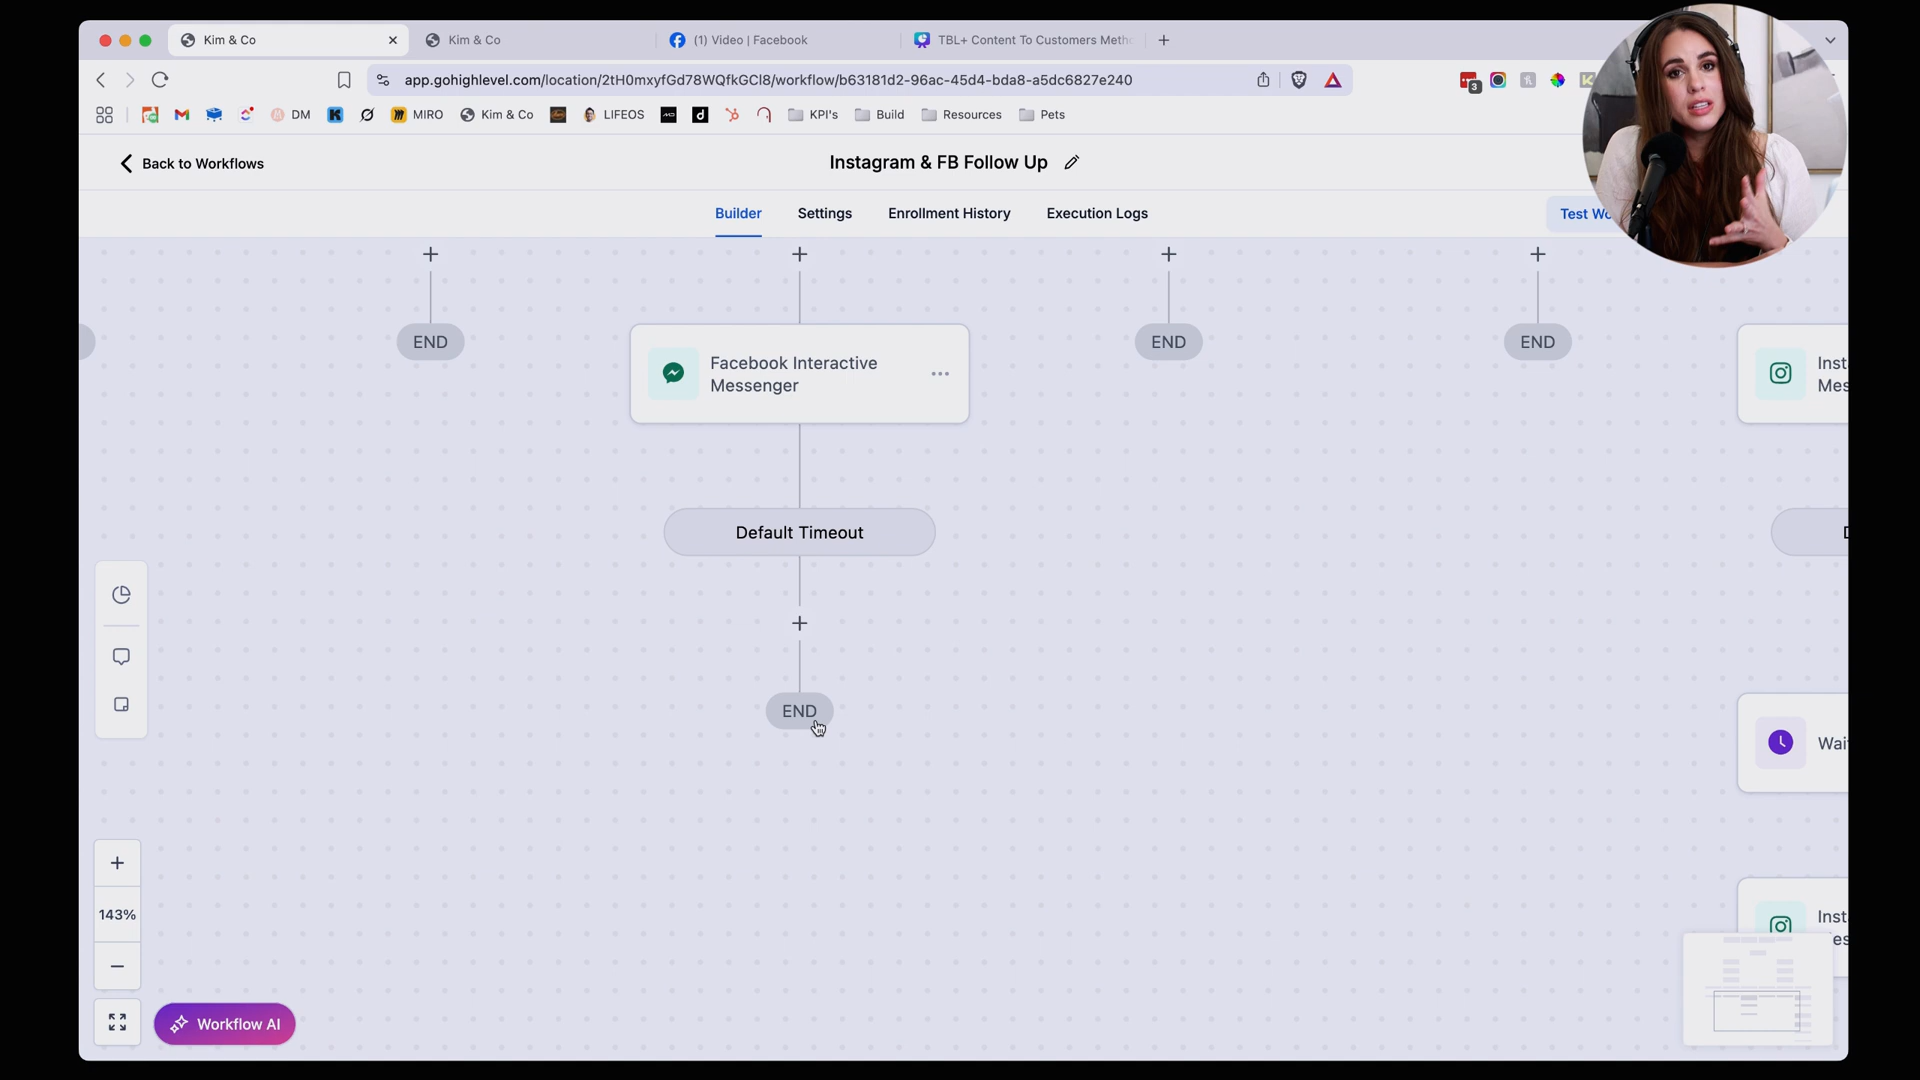 Kim & Co
Kim & Co
(1) Video | Facebook
TBL+ Content To Customers Meth
app.gohighlevel.com/location/2tH0mxyfGd78WQfkGCl8/workflow/b63181d2-96ac-45d4-bda8-a5dc6827e240
3
DM
MIRO
Kim & Co
LIFEOS
KPI's
Build
Resources
Pets
Back to Workflows
Instagram & FB Follow Up
Builder
Settings
Enrollment History
Execution Logs
Test Wo
END
END
END
Facebook Interactive
Messenger
Inst
Mes
Default Timeout
END
Wai
Inst
es
143%
Workflow AI